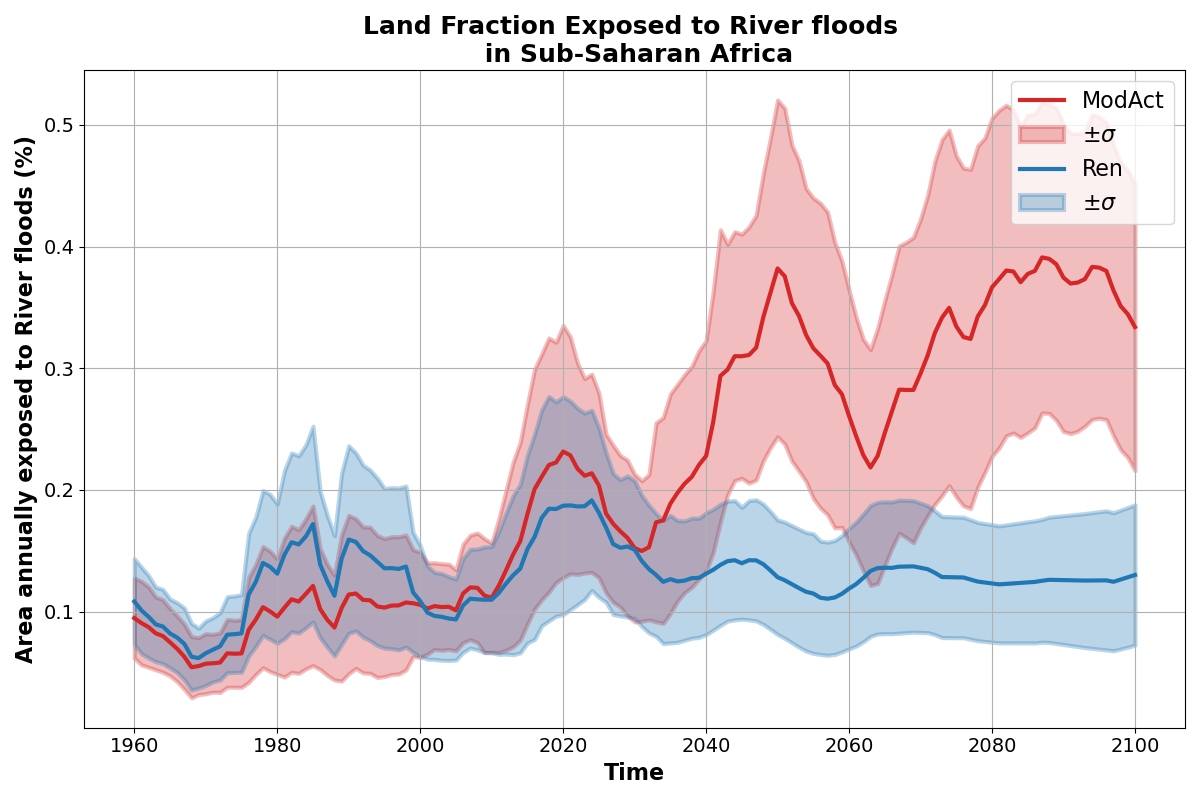 Land Fraction Exposed to River floods
in Sub-Saharan Africa
Area annually exposed to River floods (%)
0.5
0.4
0.3
0.2
0.1
ModAct
±σ
Ren
±σ
1960 1980 2000 2020 2040 2060 2080 2100
Time